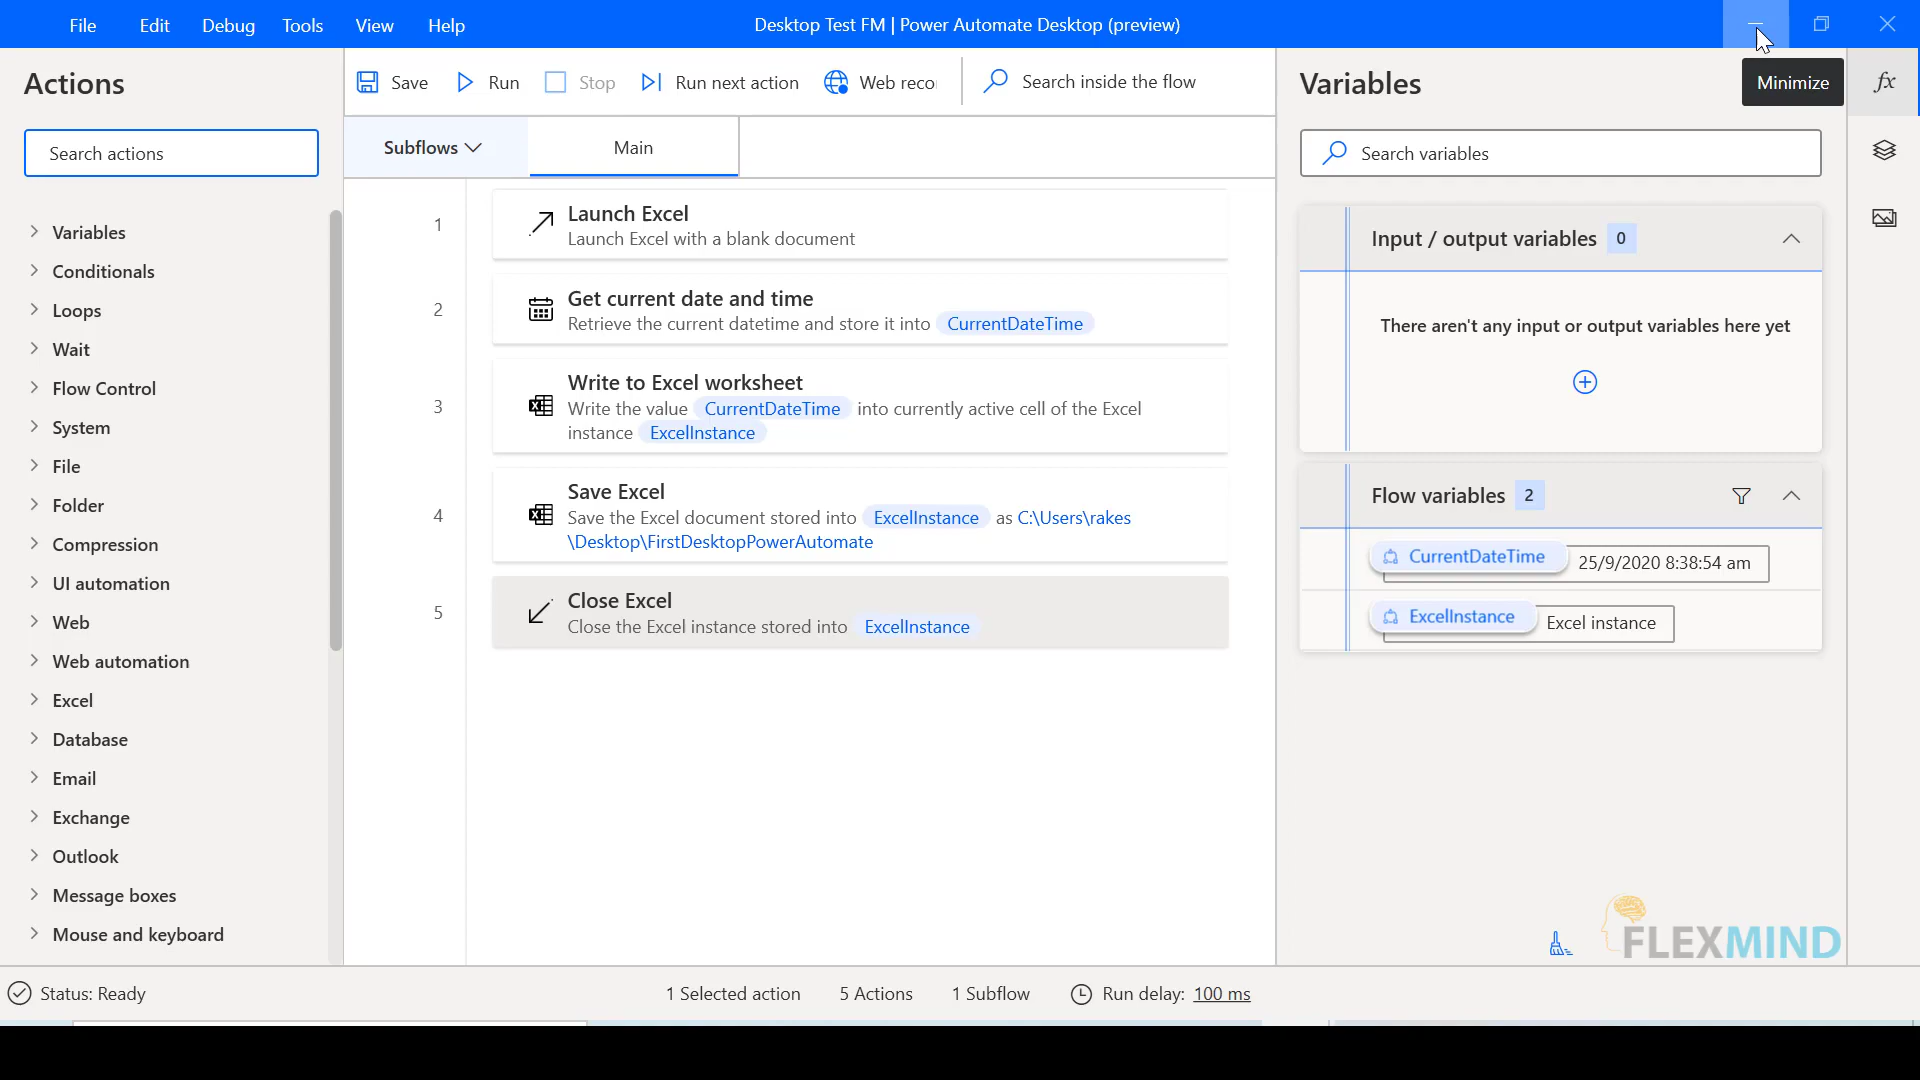 File Edit Debug Tools View Help Desktop Test FM | Power Automate Desktop (preview)
Actions
Search actions
Variables
Conditionals
Loops
Wait
Flow Control
System
File
Folder
Compression
UI automation
Web
Web automation
Excel
Database
Email
Exchange
Outlook
Message boxes
Mouse and keyboard
Save Run Stop Run next action Web reco Search inside the flow
Subflows Main
1 Launch Excel
Launch Excel with a blank document
2 Get current date and time
Retrieve the current datetime and store it into CurrentDateTime
3 Write to Excel worksheet
Write the value CurrentDateTime into currently active cell of the Excel
instance ExcelInstance
4 Save Excel
Save the Excel document stored into ExcelInstance as C:\Users\rakes
\Desktop\FirstDesktopPowerAutomate
5 Close Excel
Close the Excel instance stored into ExcelInstance
Variables
Minimize
fx
Search variables
Input / output variables 0
There aren't any input or output variables here yet
Flow variables 2
CurrentDateTime 25/9/2020 8:38:54 am
ExcelInstance Excel instance
FLEXMIND
Status: Ready 1 Selected action 5 Actions 1 Subflow Run delay: 100 ms